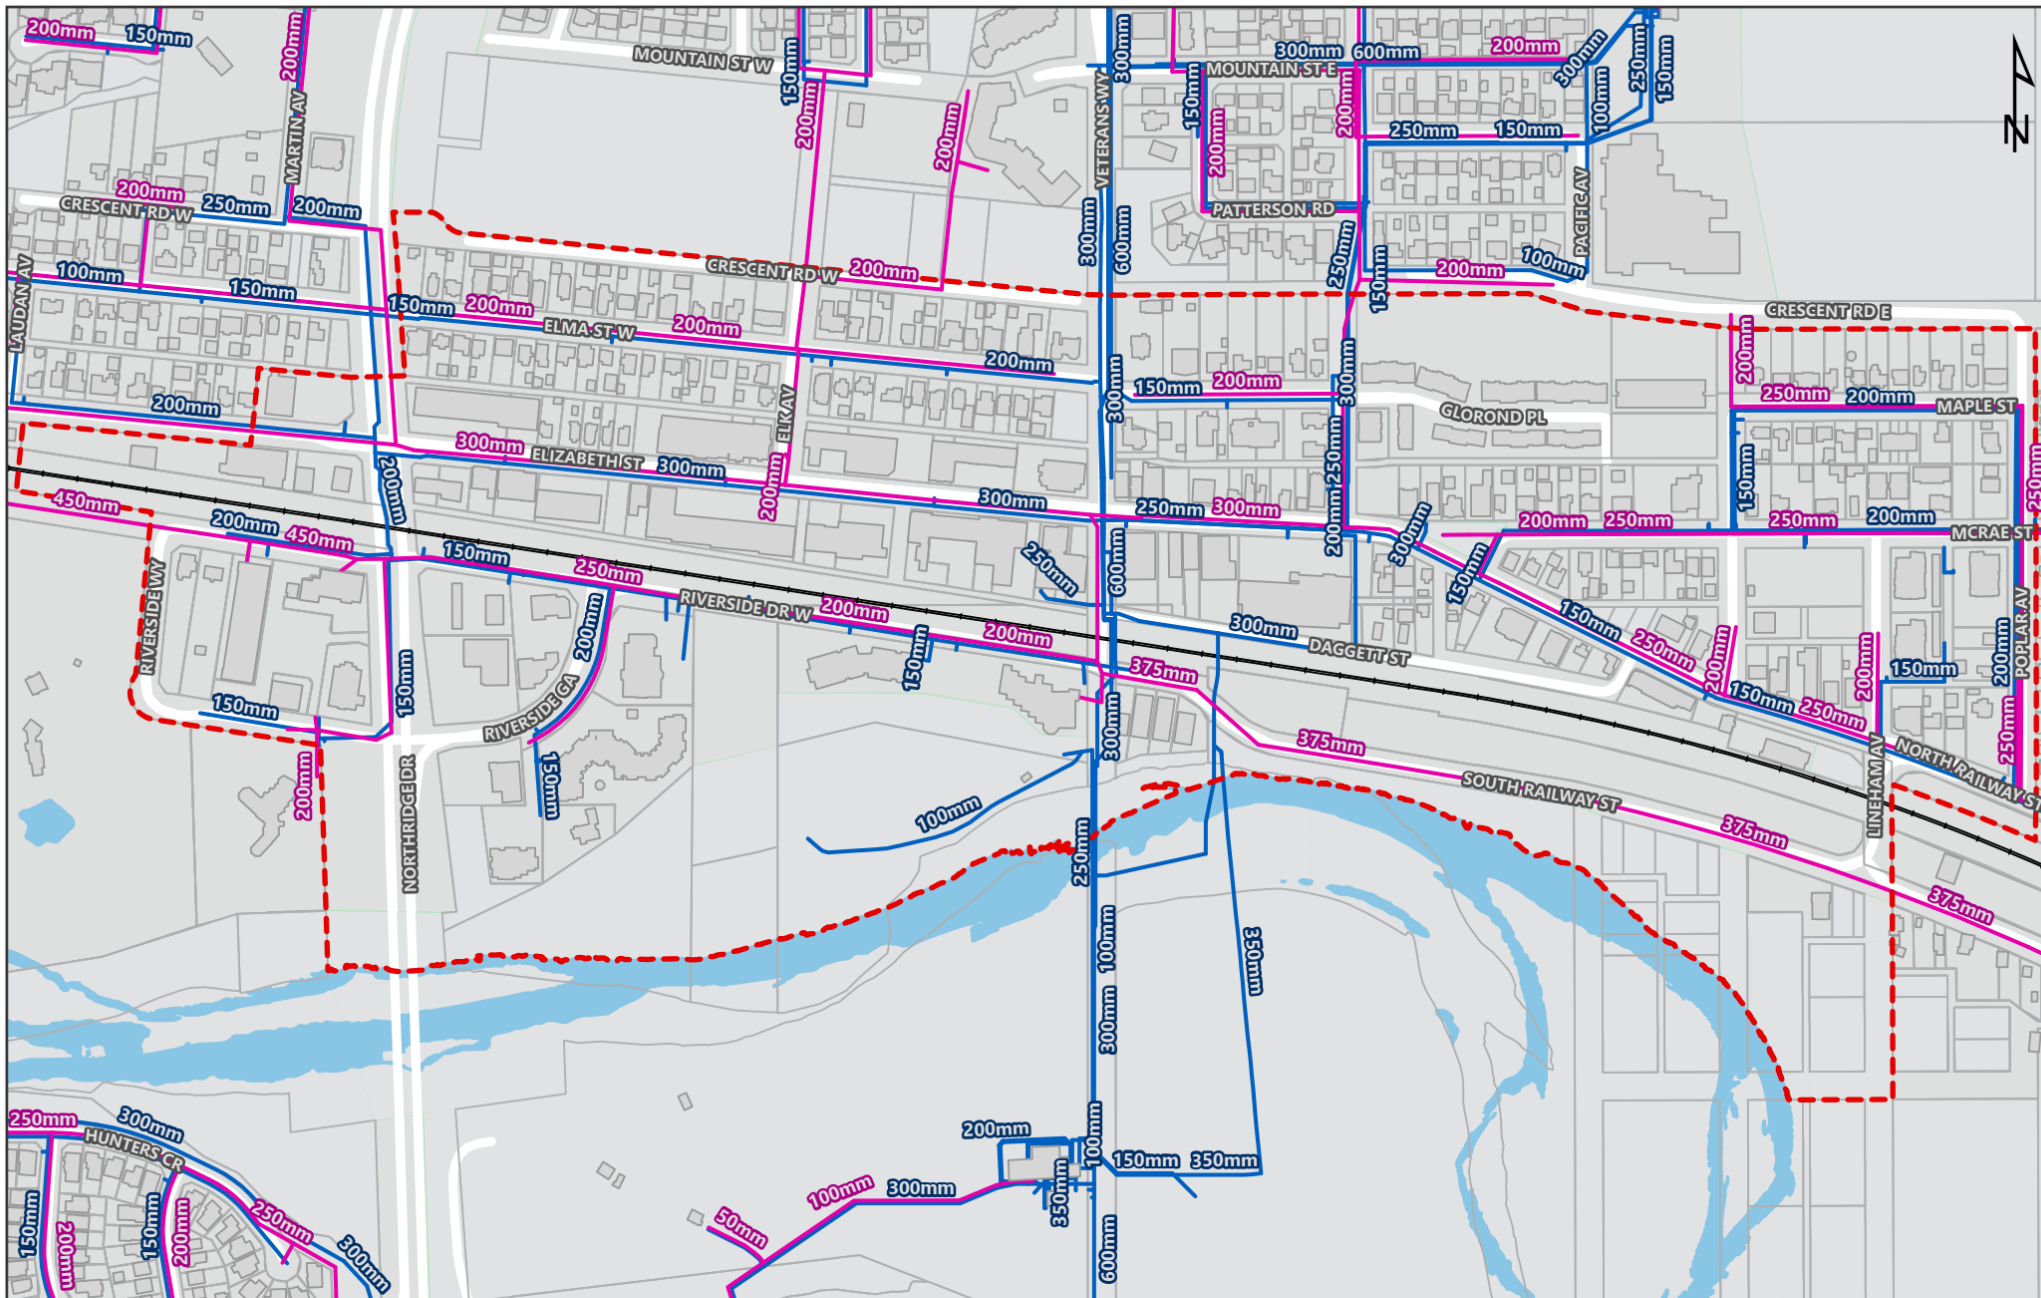 200mm
150mm
200mm
MOUNTAIN ST W
150mm
300mm
300mm
600mm
200mm
MOUNTAIN ST E
300mm
250mm
150mm
100mm
MARTIN AV
200mm
200mm
VETERANS WY
150mm
200mm
200mm
250mm
150mm
200mm
CRESCENT RD W
250mm
200mm
PATTERSON RD
PACIFIC AV
300mm
600mm
250mm
150mm
200mm
100mm
LAUDAN AV
100mm
150mm
150mm
200mm
CRESCENT RD W
200mm
ELMA ST W
200mm
200mm
CRESCENT RD E
200mm
300mm
150mm
200mm
300mm
250mm
200mm
MAPLE ST
GLOROND PL
200mm
300mm
ELIZABETH ST
300mm
ELK AV
200mm
300mm
250mm
300mm
250mm
200mm
300mm
150mm
200mm
250mm
150mm
250mm
200mm
250mm
MCRAE ST
450mm
200mm
450mm
200mm
150mm
250mm
RIVERSIDE DR W
200mm
200mm
150mm
250mm
600mm
300mm
DAGGETT ST
150mm
250mm
200mm
150mm
250mm
200mm
150mm
200mm
POPLAR AV
250mm
RIVERSIDE WY
150mm
200mm
150mm
NORTHRIDGE DR
200mm
RIVERSIDE GA
150mm
375mm
300mm
375mm
SOUTH RAILWAY ST
LINEHAM AV
NORTH RAILWAY ST
375mm
375mm
100mm
250mm
100mm
300mm
350mm
250mm
300mm
HUNTERS CR
150mm
200mm
150mm
200mm
250mm
300mm
50mm
100mm
300mm
200mm
100mm
150mm
350mm
350mm
600mm
N